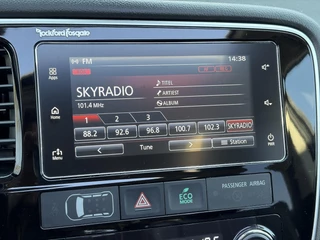 Rockford Fosgate
FM 14:38
Apps
SKYRADIO
TITEL
ARTIEST
ALBUM
101.4 MHz
Home
1 2 3
88.2 92.6 96.8 100.7 102.3 SKYRADIO
Menu
Tune
Station
PWR
ECO
MODE
PASSENGER AIRBAG